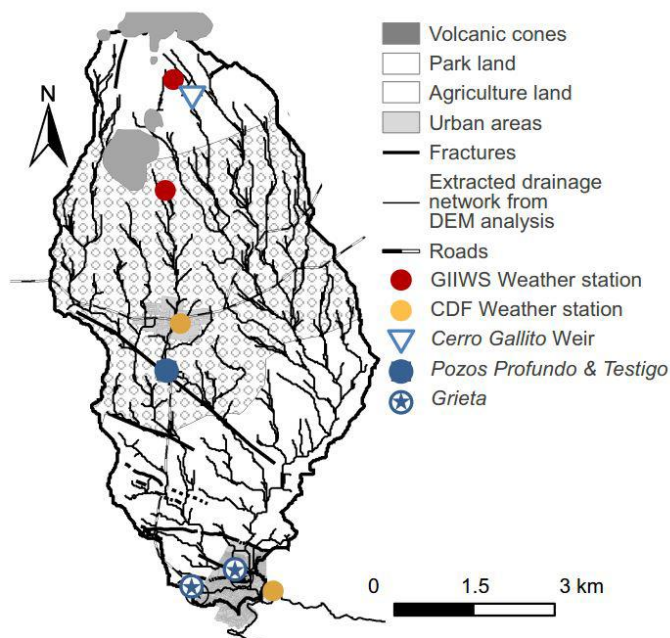 N
Volcanic cones
Park land
Agriculture land
Urban areas
Fractures
Extracted drainage
network from
DEM analysis
Roads
GIIWS Weather station
CDF Weather station
Cerro Gallito Weir
Pozos Profundo & Testigo
Grieta
0 1.5 3 km